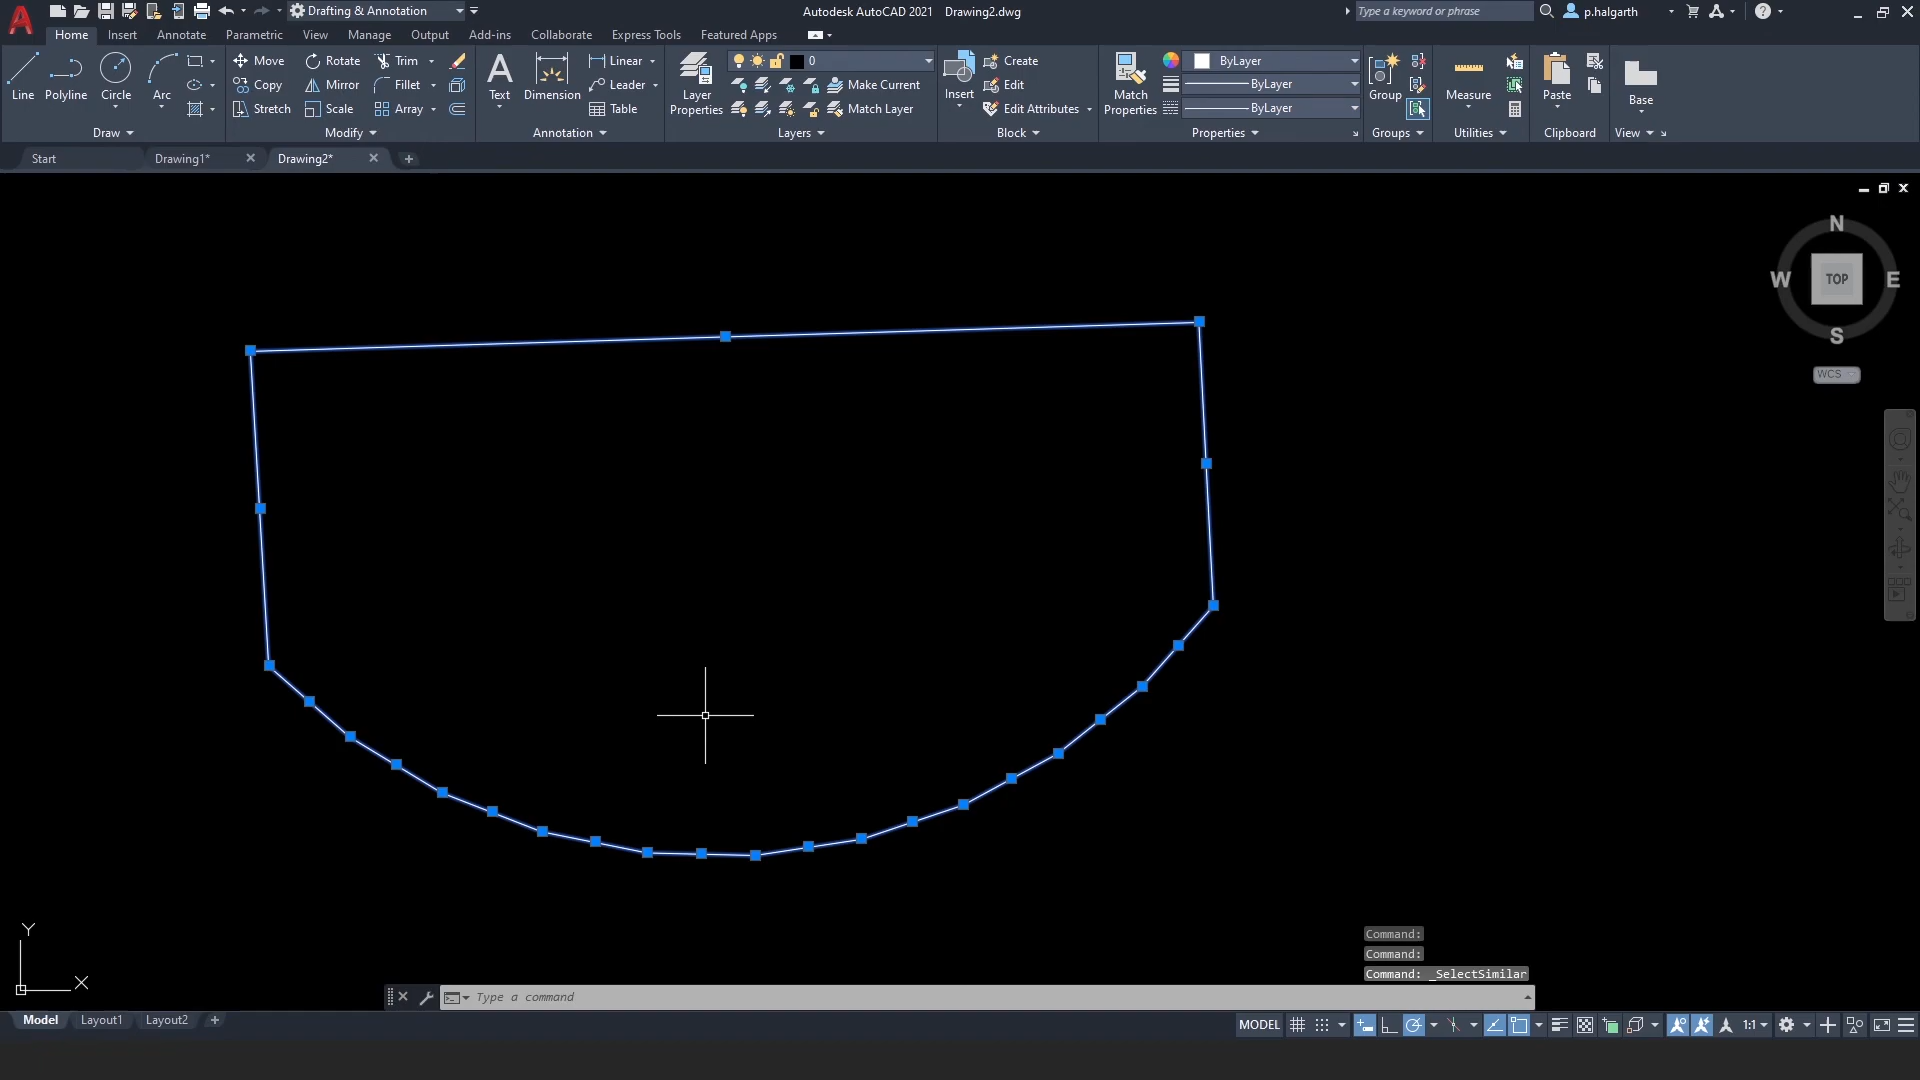 Drafting & Annotation
Autodesk AutoCAD 2021 Drawing2.dwg
Type a keyword or phrase
p.halgarth
Home Insert Annotate Parametric View Manage Output Add-ins Collaborate Express Tools Featured Apps
Line Polyline Circle Arc
Draw
Move Rotate Trim
Copy Mirror Fillet
Stretch Scale Array
Modify
Text Dimension
Linear
Leader
Table
Annotation
Layer Properties
0
Make Current
Match Layer
Layers
Insert
Create
Edit
Edit Attributes
Block
Match Properties
ByLayer
ByLayer
ByLayer
Properties
Group
Groups
Measure
Utilities
Paste
Clipboard
Base
View
Start Drawing1* Drawing2*
N
W TOP E
S
WCS
Y
X
Command:
Command:
Command: _SelectSimilar
Type a command
Model Layout1 Layout2
MODEL
1:1